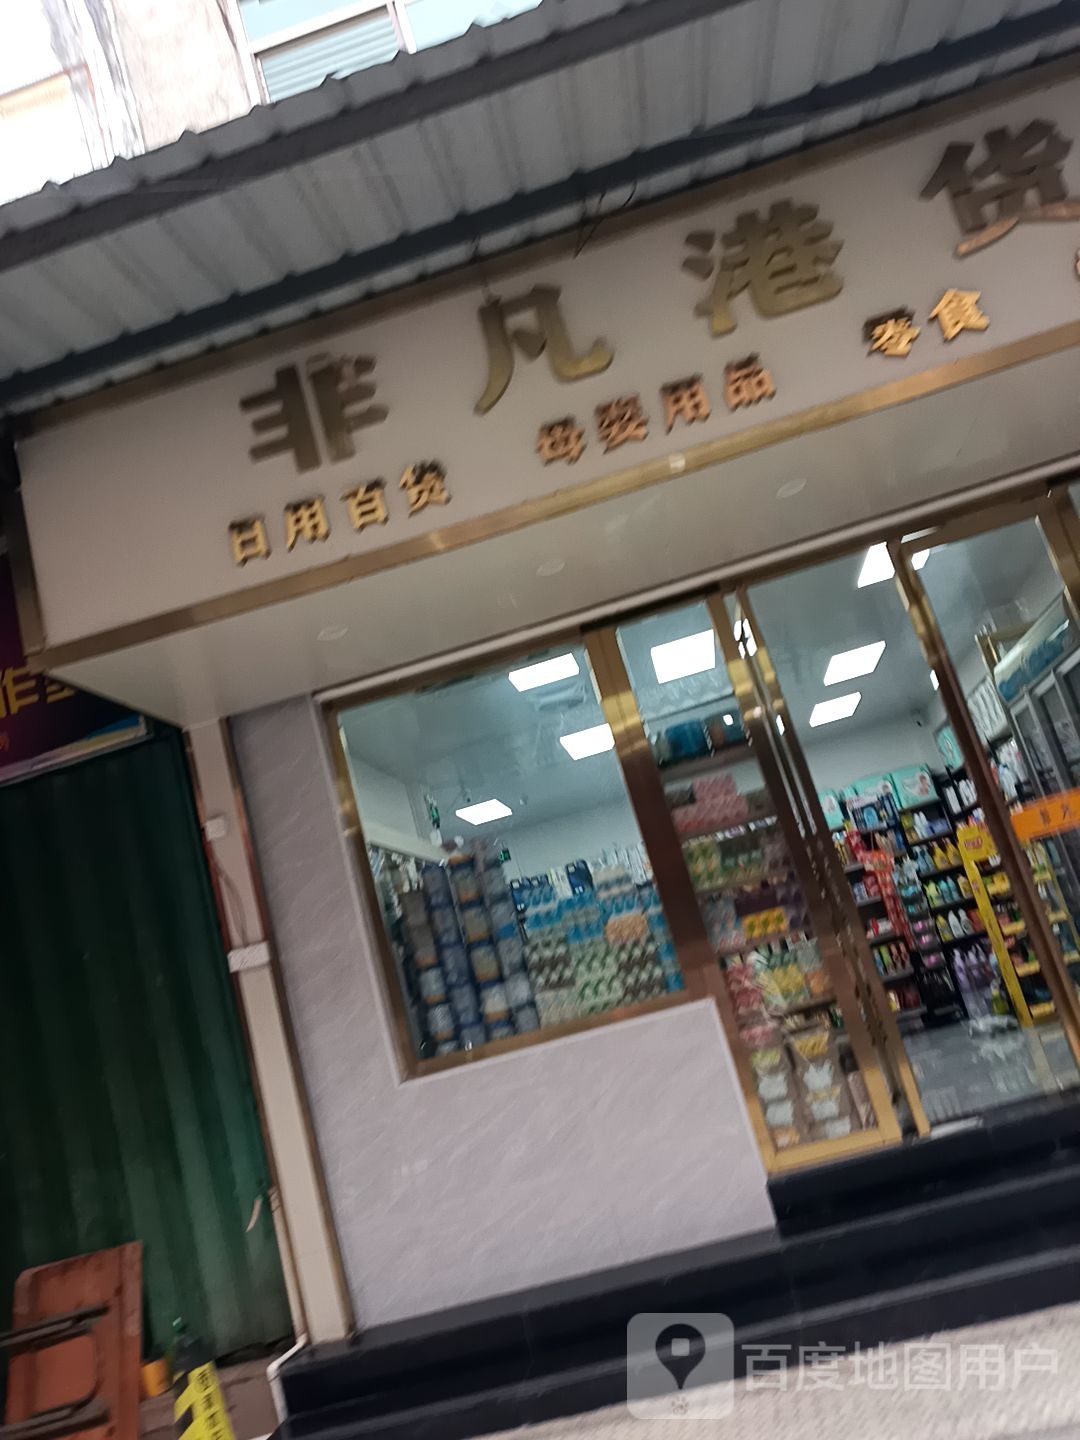 非凡港货
日用百货 母婴用品 零食
百度地图用户